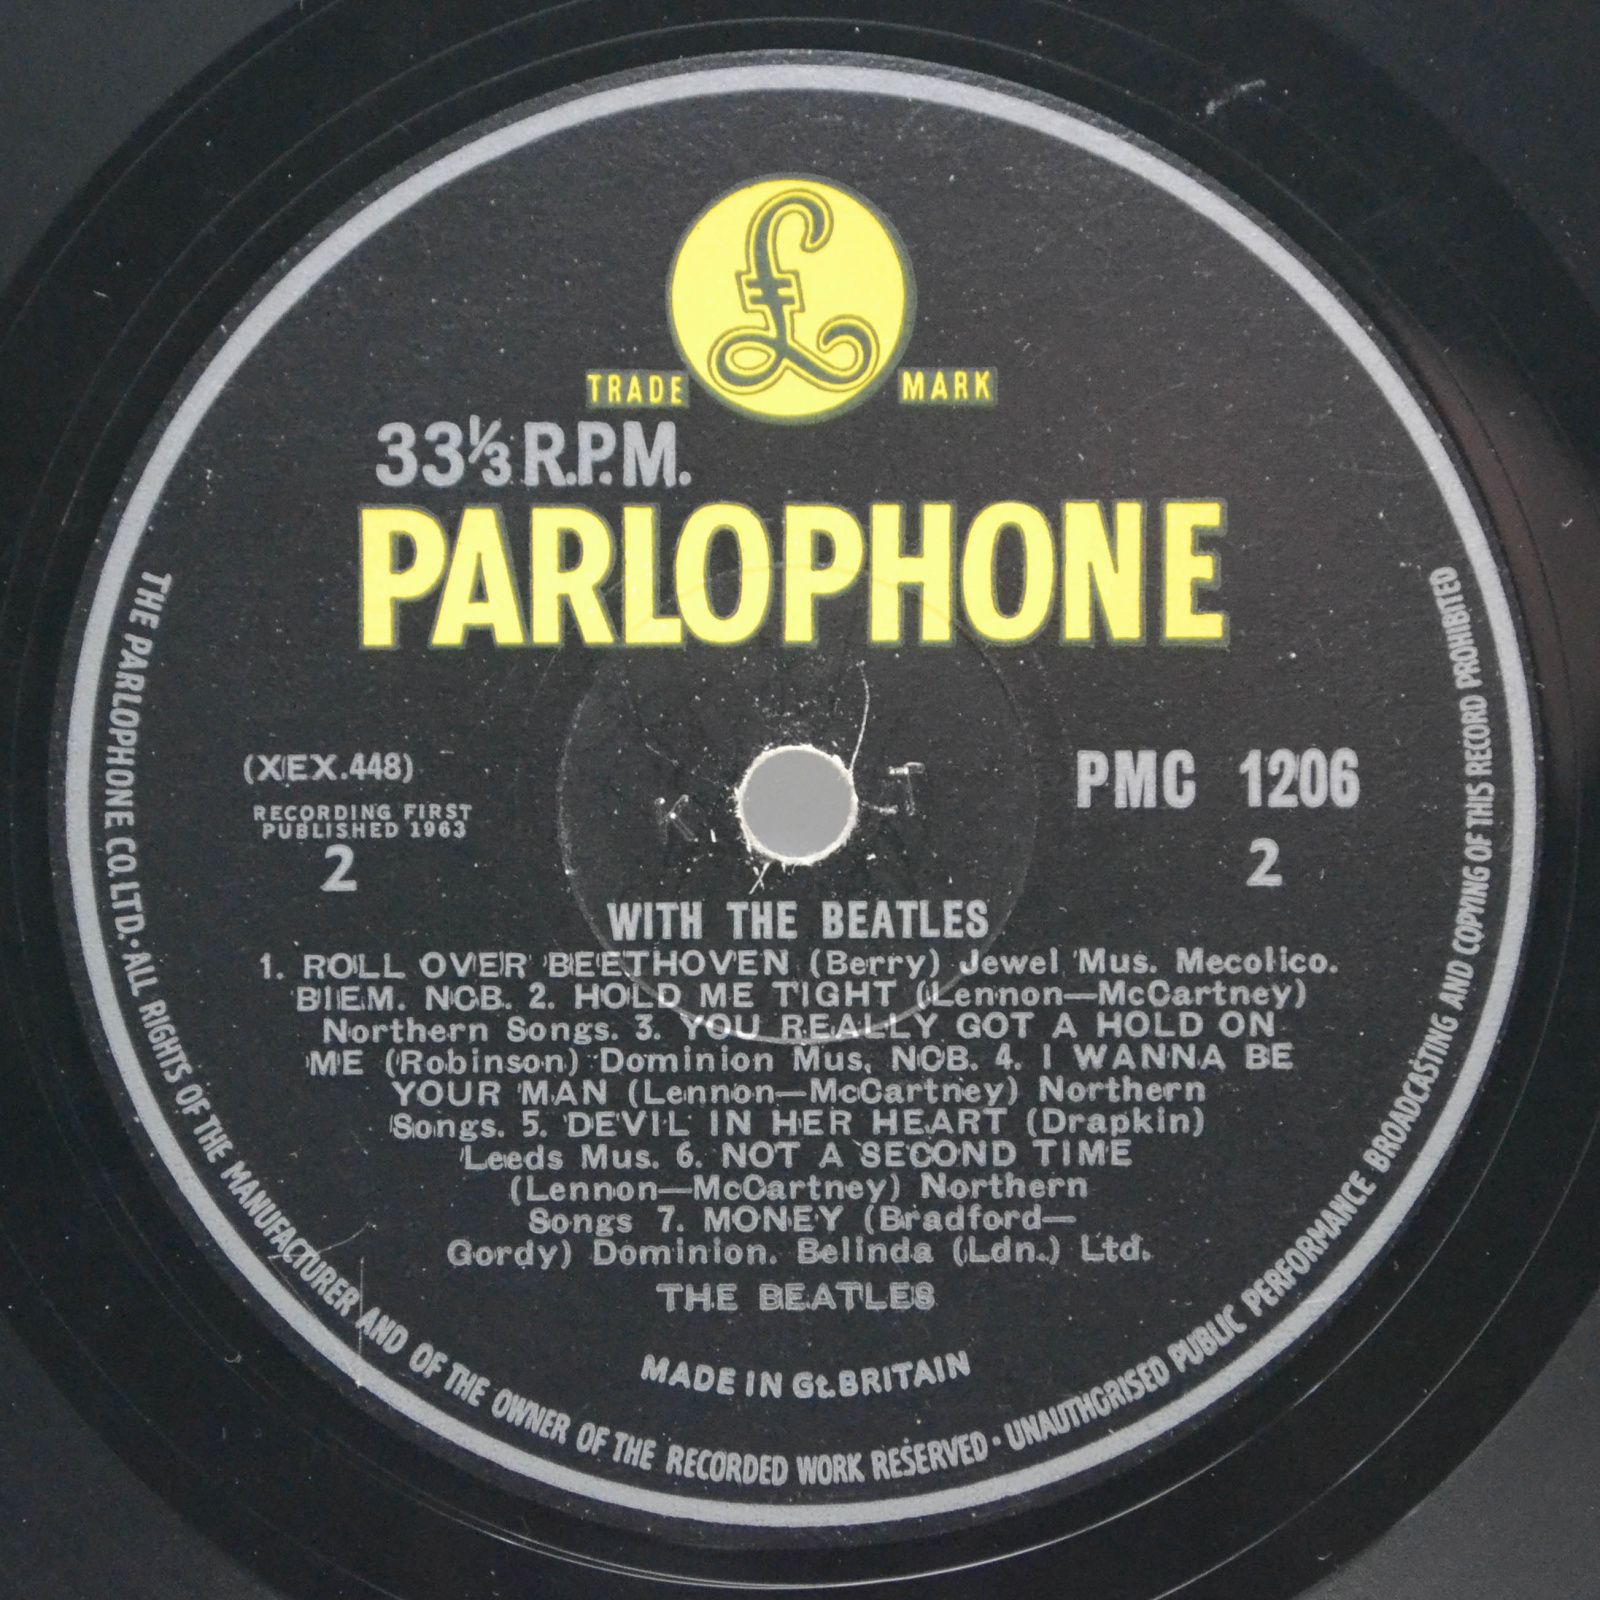 £
TRADE MARK
33⅓ R.P.M.
PARLOPHONE
(XEX.448)
RECORDING FIRST
PUBLISHED 1963
2
PMC 1206
2
K T
WITH THE BEATLES
1. ROLL OVER BEETHOVEN (Berry) Jewel Mus. Mecolico.
BIEM. NCB. 2. HOLD ME TIGHT (Lennon—McCartney)
Northern Songs. 3. YOU REALLY GOT A HOLD ON
ME (Robinson) Dominion Mus. NCB. 4. I WANNA BE
YOUR MAN (Lennon—McCartney) Northern
Songs. 5. DEVIL IN HER HEART (Drapkin)
Leeds Mus. 6. NOT A SECOND TIME
(Lennon—McCartney) Northern
Songs 7. MONEY (Bradford—
Gordy) Dominion. Belinda (Ldn.) Ltd.
THE BEATLES
MADE IN Gt. BRITAIN
THE PARLOPHONE CO. LTD. · ALL RIGHTS OF THE MANUFACTURER AND OF THE OWNER OF THE RECORDED WORK RESERVED · UNAUTHORISED PUBLIC PERFORMANCE BROADCASTING AND COPYING OF THIS RECORD PROHIBITED